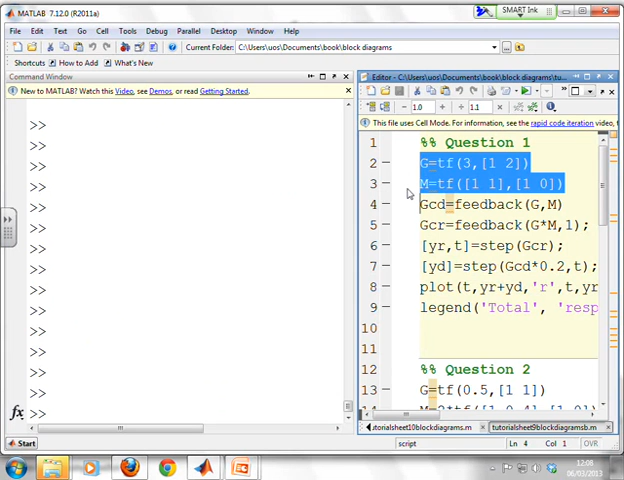 MATLAB 7.12.0 (R2011a)
SMART Ink
File Edit Text Go Cell Tools Debug Parallel Desktop Window Help
Current Folder: C:\Users\uos\Documents\book\block diagrams
Shortcuts How to Add What's New
Command Window
New to MATLAB? Watch this Video, see Demos, or read Getting Started.
>>
>>
>>
>>
>>
>>
>>
>>
>>
>>
>>
>>
>>
>>
fx >>
Editor - C:\Users\uos\Documents\book\block diagrams\tu...
1.0 1.1
This file uses Cell Mode. For information, see the rapid code iteration video,
1 %% Question 1
2 G=tf(3,[1 2])
3 M=tf([1 1],[1 0])
4 Gcd=feedback(G,M)
5 Gcr=feedback(G*M,1);
6 [yr,t]=step(Gcr);
7 [yd]=step(Gcd*0.2,t);
8 plot(t,yr+yd,'r',t,yr
9 legend('Total', 'resp
10
11
12 %% Question 2
13 G=tf(0.5,[1 1])
14
.torialsheet10blockdiagrams.m tutorialsheet9blockdiagramsb.m
Start
script Ln 4 Col 1 OVR
12:08
06/03/2013